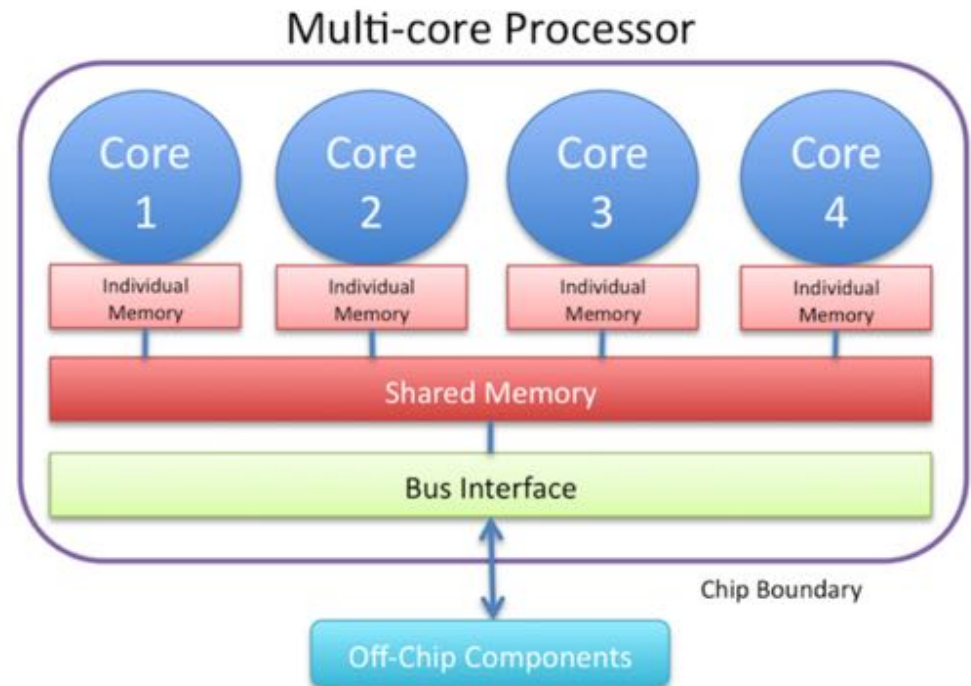 Multi-core Processor
Core
1
Core
2
Core
3
Core
4
Individual
Memory
Individual
Memory
Individual
Memory
Individual
Memory
Shared Memory
Bus Interface
Chip Boundary
Off-Chip Components